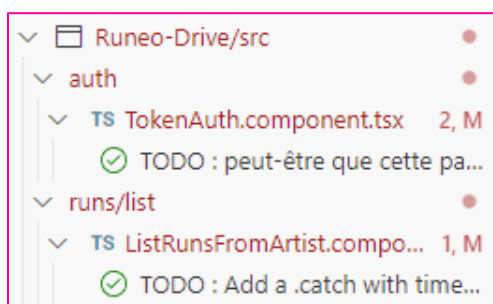 Runeo-Drive/src
auth
TS TokenAuth.component.tsx 2, M
TODO : peut-être que cette pa...
runs/list
TS ListRunsFromArtist.compo... 1, M
TODO : Add a .catch with time...